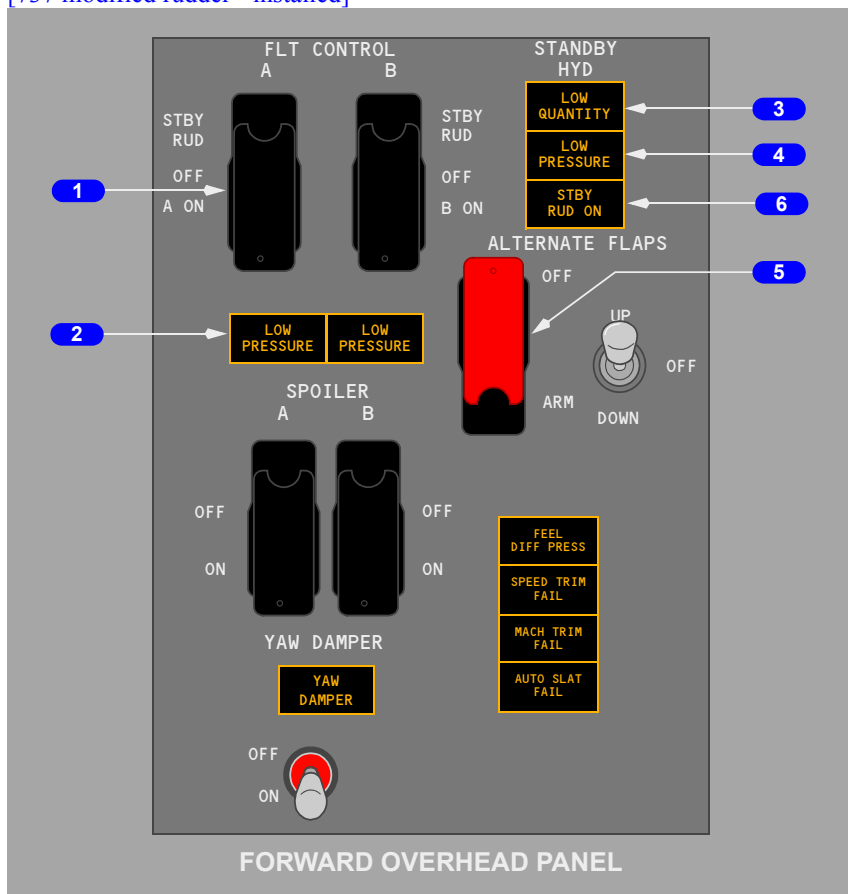 [737 modified rudder - installed]
FLT CONTROL
A B
STANDBY
HYD
LOW
QUANTITY
3
STBY
RUD
STBY
RUD
LOW
PRESSURE
4
1
OFF
A ON
OFF
B ON
STBY
RUD ON
6
ALTERNATE FLAPS
OFF
5
UP
2
LOW
PRESSURE
LOW
PRESSURE
OFF
ARM
DOWN
SPOILER
A B
OFF
OFF
ON
ON
FEEL
DIFF PRESS
SPEED TRIM
FAIL
MACH TRIM
FAIL
AUTO SLAT
FAIL
YAW DAMPER
YAW
DAMPER
OFF
ON
FORWARD OVERHEAD PANEL